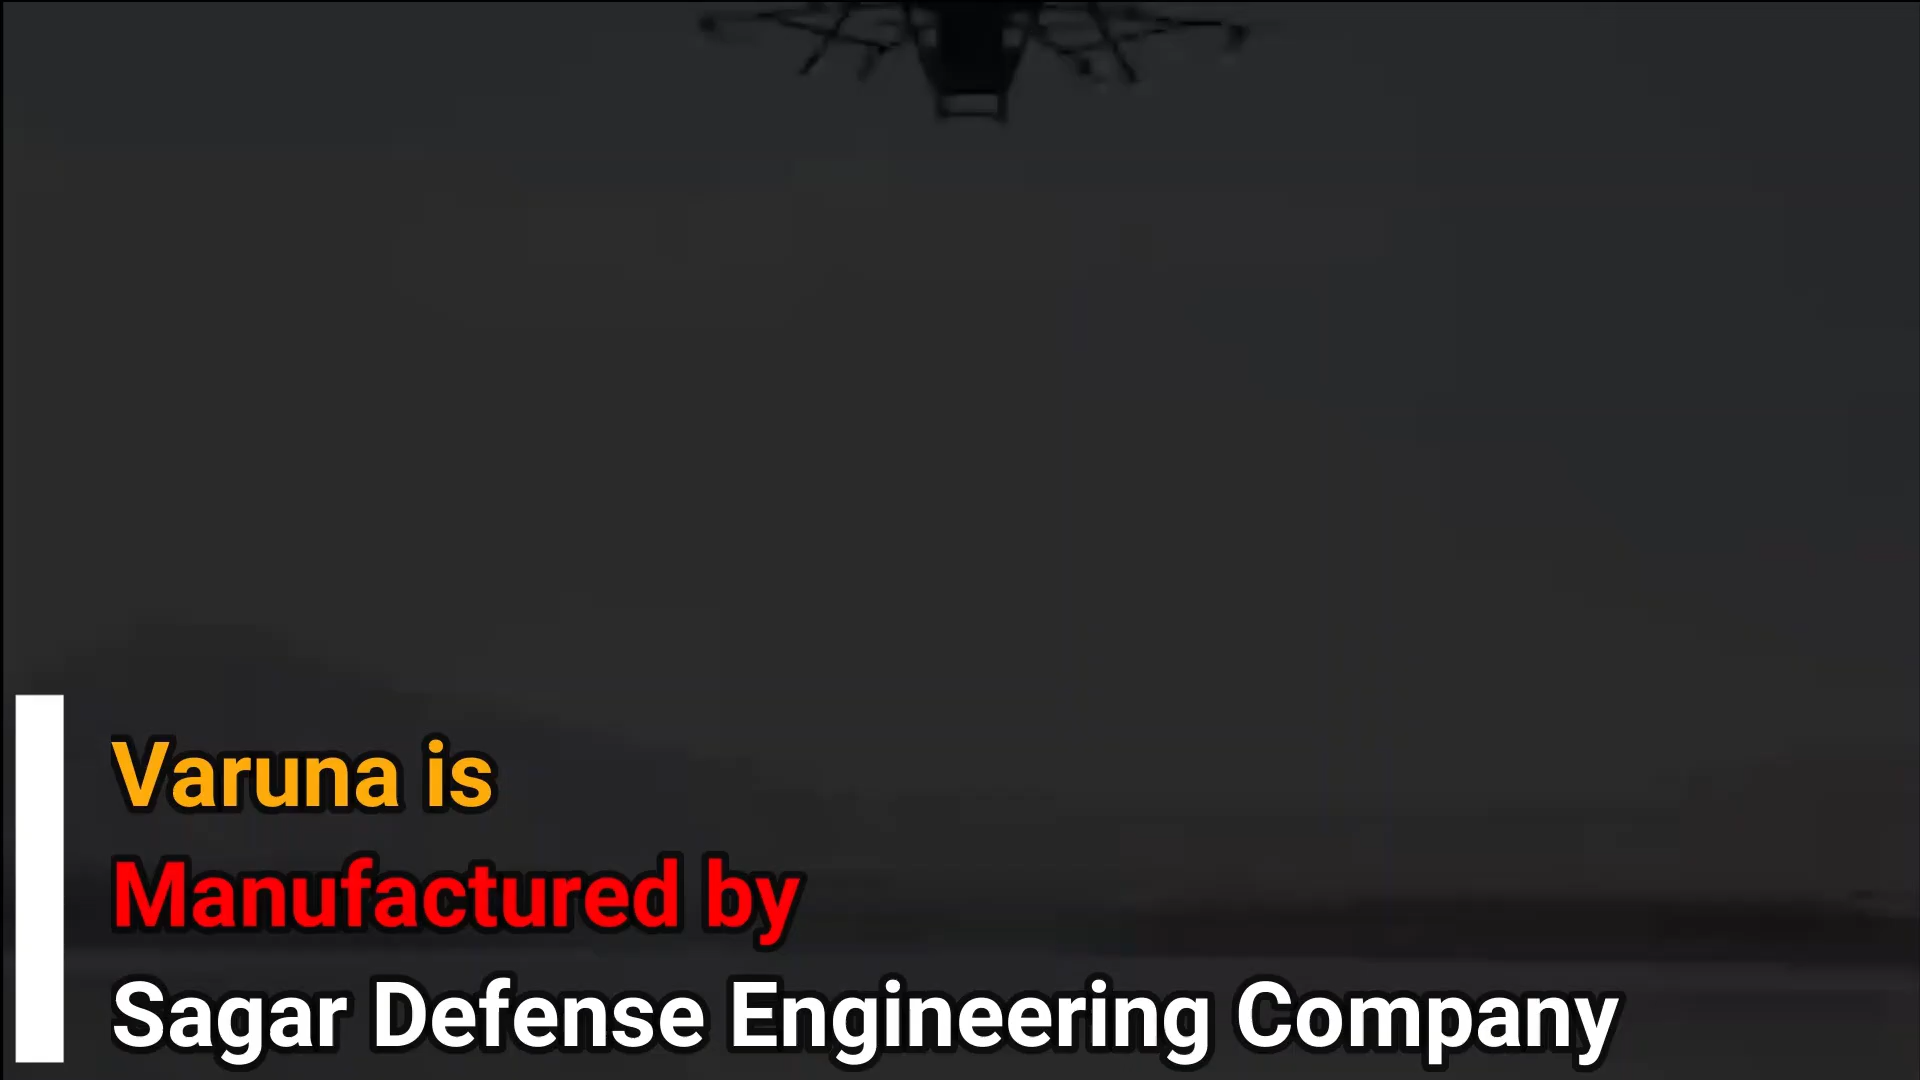 Varuna is
Manufactured by
Sagar Defense Engineering Company